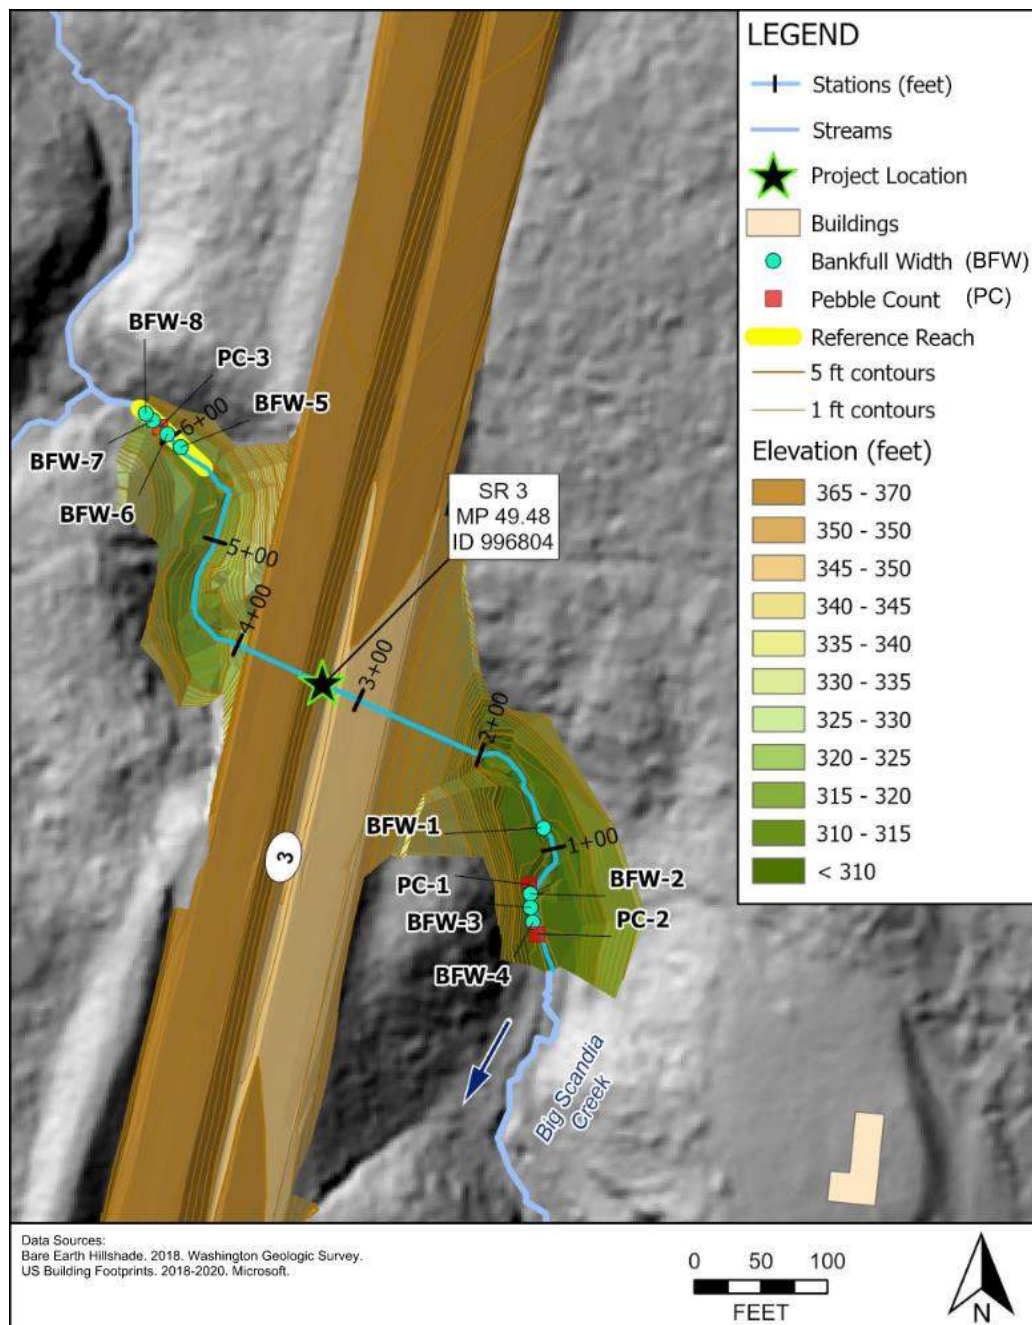 LEGEND
Stations (feet)
Streams
Project Location
Buildings
Bankfull Width (BFW)
Pebble Count (PC)
Reference Reach
5 ft contours
1 ft contours
Elevation (feet)
365 - 370
350 - 350
345 - 350
340 - 345
335 - 340
330 - 335
325 - 330
320 - 325
315 - 320
310 - 315
< 310
BFW-8
PC-3
BFW-5
6+00
BFW-7
BFW-6
SR 3
MP 49.48
ID 996804
5+00
4+00
3+00
2+00
BFW-1
1+00
3
PC-1
BFW-2
BFW-3
PC-2
BFW-4
Big Scandia
Creek
Data Sources:
Bare Earth Hillshade. 2018. Washington Geologic Survey.
US Building Footprints. 2018-2020. Microsoft.
0 50 100
FEET
N